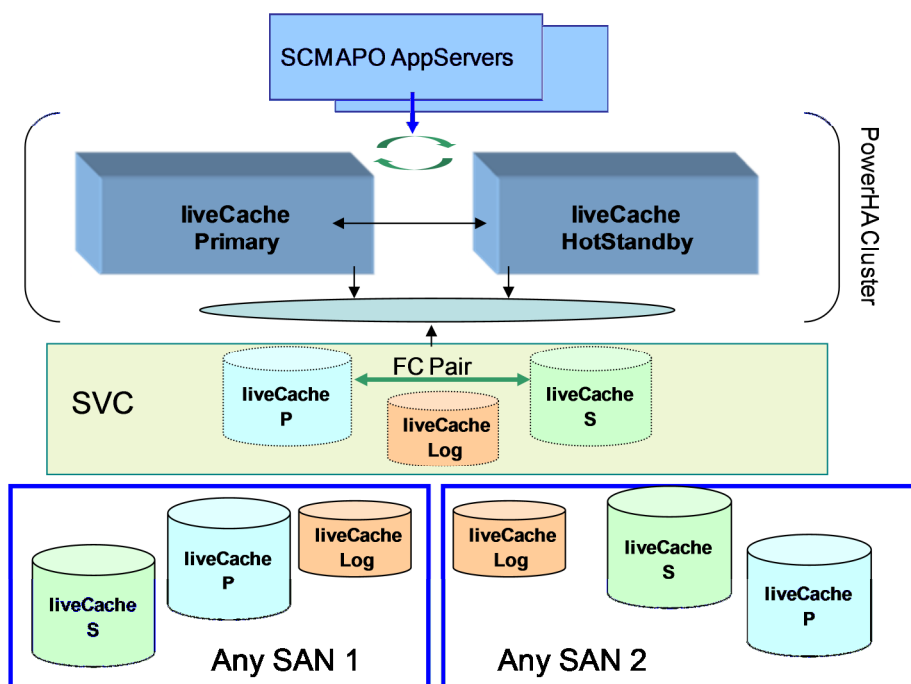 SCMAPO AppServers
PowerHA Cluster
liveCache
Primary
liveCache
HotStandby
SVC
liveCache
P
FC Pair
liveCache
Log
liveCache
S
liveCache
S
liveCache
P
liveCache
Log
Any SAN 1
liveCache
Log
liveCache
S
liveCache
P
Any SAN 2